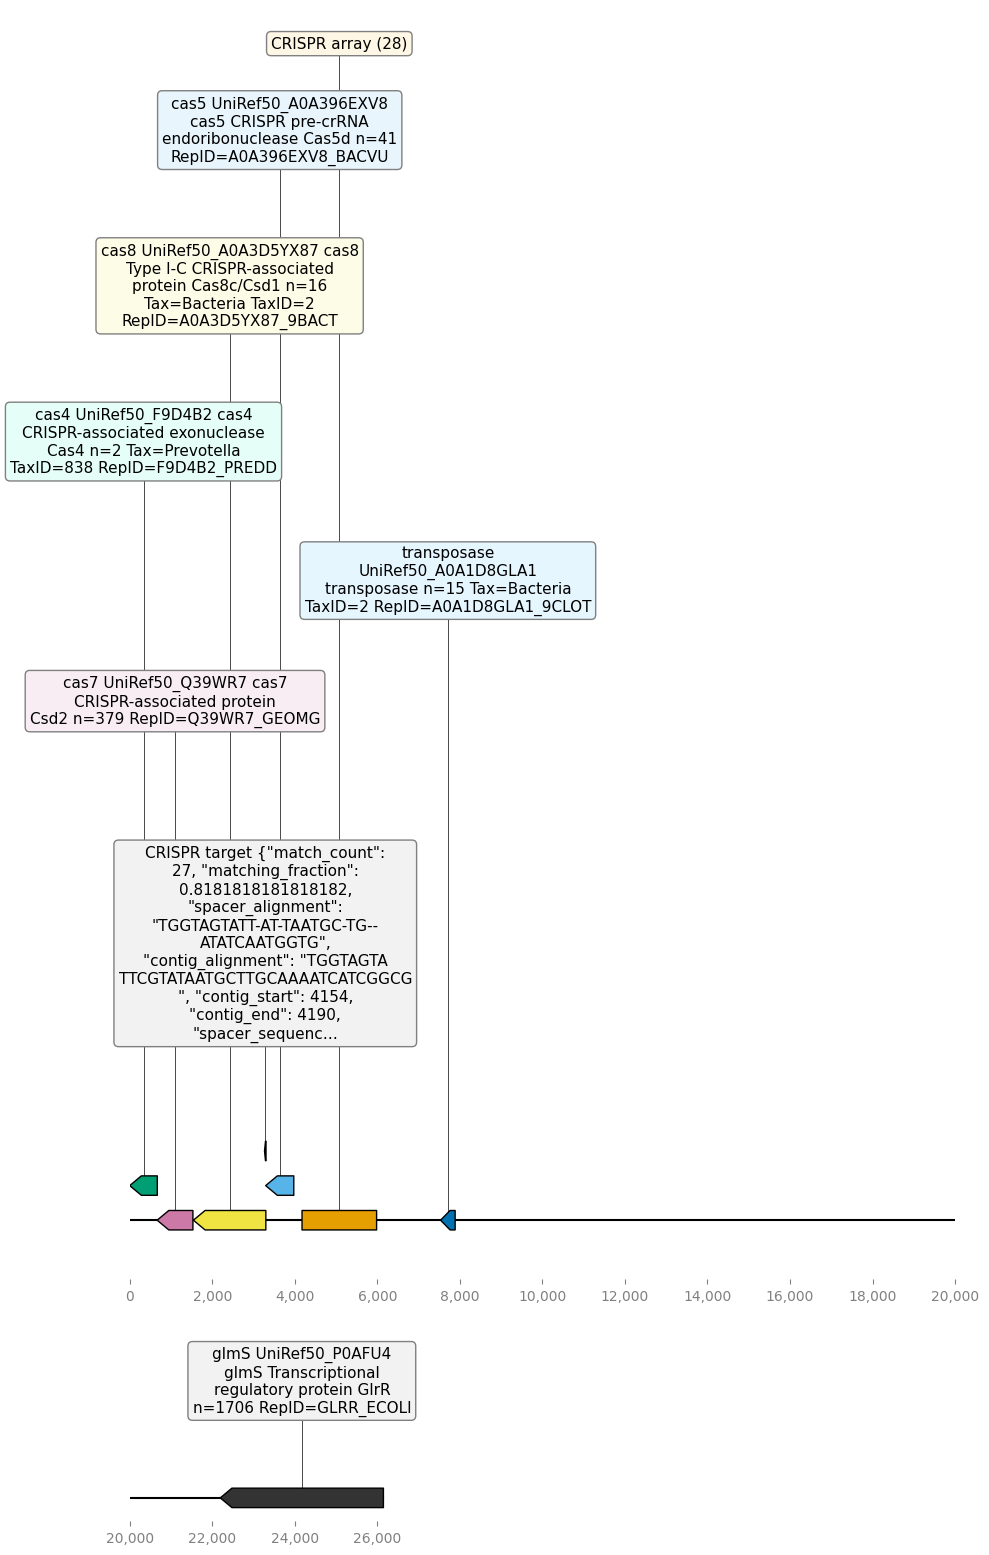 CRISPR array (28)
cas5 UniRef50_A0A396EXV8
cas5 CRISPR pre-crRNA
endoribonuclease Cas5d n=41
RepID=A0A396EXV8_BACVU
cas8 UniRef50_A0A3D5YX87 cas8
Type I-C CRISPR-associated
protein Cas8c/Csd1 n=16
Tax=Bacteria TaxID=2
RepID=A0A3D5YX87_9BACT
cas4 UniRef50_F9D4B2 cas4
CRISPR-associated exonuclease
Cas4 n=2 Tax=Prevotella
TaxID=838 RepID=F9D4B2_PREDD
transposase
UniRef50_A0A1D8GLA1
transposase n=15 Tax=Bacteria
TaxID=2 RepID=A0A1D8GLA1_9CLOT
cas7 UniRef50_Q39WR7 cas7
CRISPR-associated protein
Csd2 n=379 RepID=Q39WR7_GEOMG
CRISPR target {"match_count":
27, "matching_fraction":
0.8181818181818182,
"spacer_alignment":
"TGGTAGTATT-AT-TAATGC-TG--
ATATCAATGGTG",
"contig_alignment": "TGGTAGTA
TTCGTATAATGCTTGCAAAATCATCGGCG
", "contig_start": 4154,
"contig_end": 4190,
"spacer_sequenc...
0 2,000 4,000 6,000 8,000 10,000 12,000 14,000 16,000 18,000 20,000
glmS UniRef50_P0AFU4
glmS Transcriptional
regulatory protein GlrR
n=1706 RepID=GLRR_ECOLI
20,000 22,000 24,000 26,000